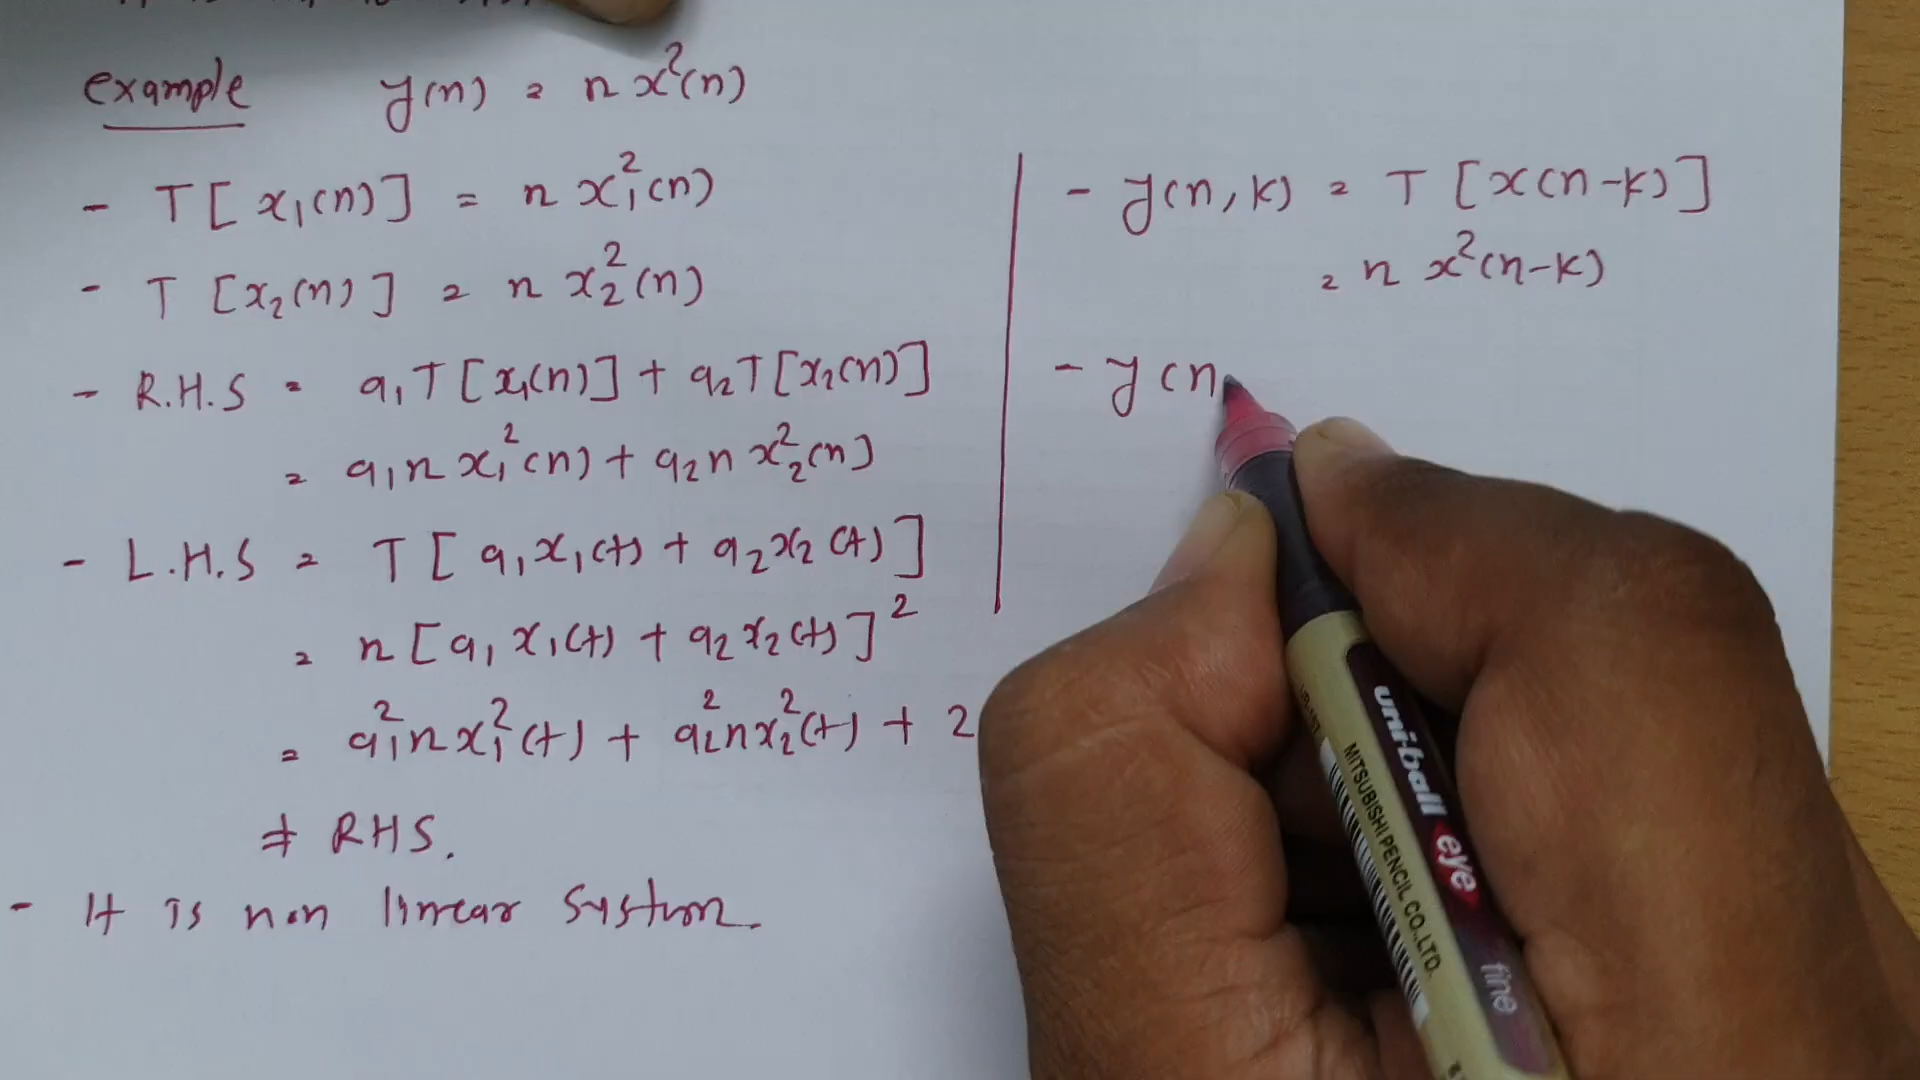 example y(n) = n x²(n)
- T[x₁(n)] = n x₁²(n)
- T[x₂(n)] = n x₂²(n)
- R.H.S = a₁T[x₁(n)] + a₂T[x₂(n)]
= a₁n x₁²(n) + a₂n x₂²(n)
- L.H.S = T[a₁x₁(t) + a₂x₂(t)]
= n[a₁x₁(t) + a₂x₂(t)]²
= a₁²n x₁²(t) + a₂²n x₂²(t) + 2
≠ RHS.
- It is non linear system.
- y(n,k) = T[x(n-k)]
= n x²(n-k)
- y(n
uni-ball eye fine
MITSUBISHI PENCIL CO.,LTD.